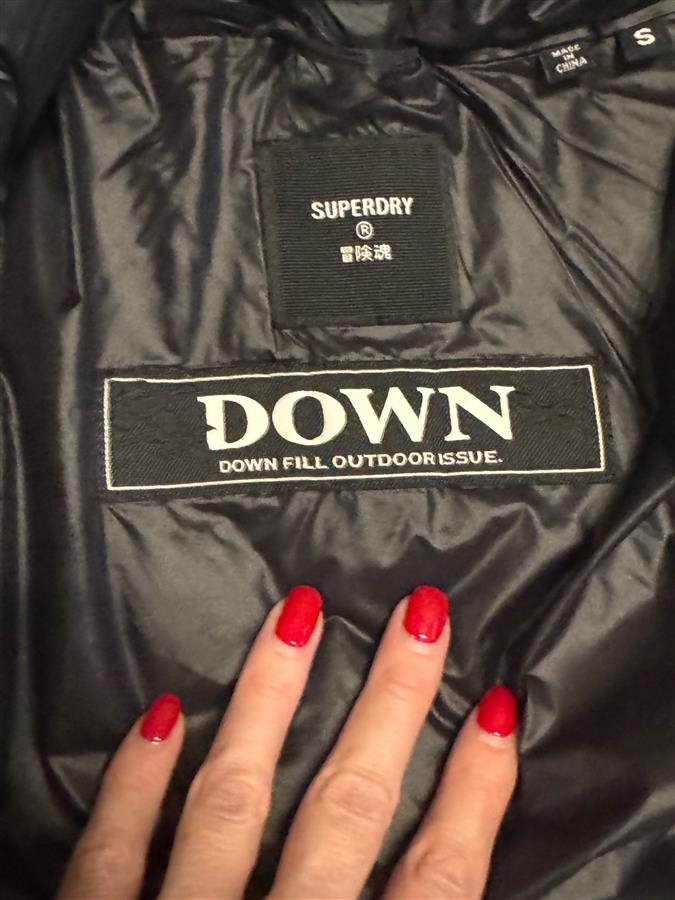 S
MADE
IN
CHINA
SUPERDRY
®
冒険魂
DOWN
DOWN FILL OUTDOOR ISSUE.